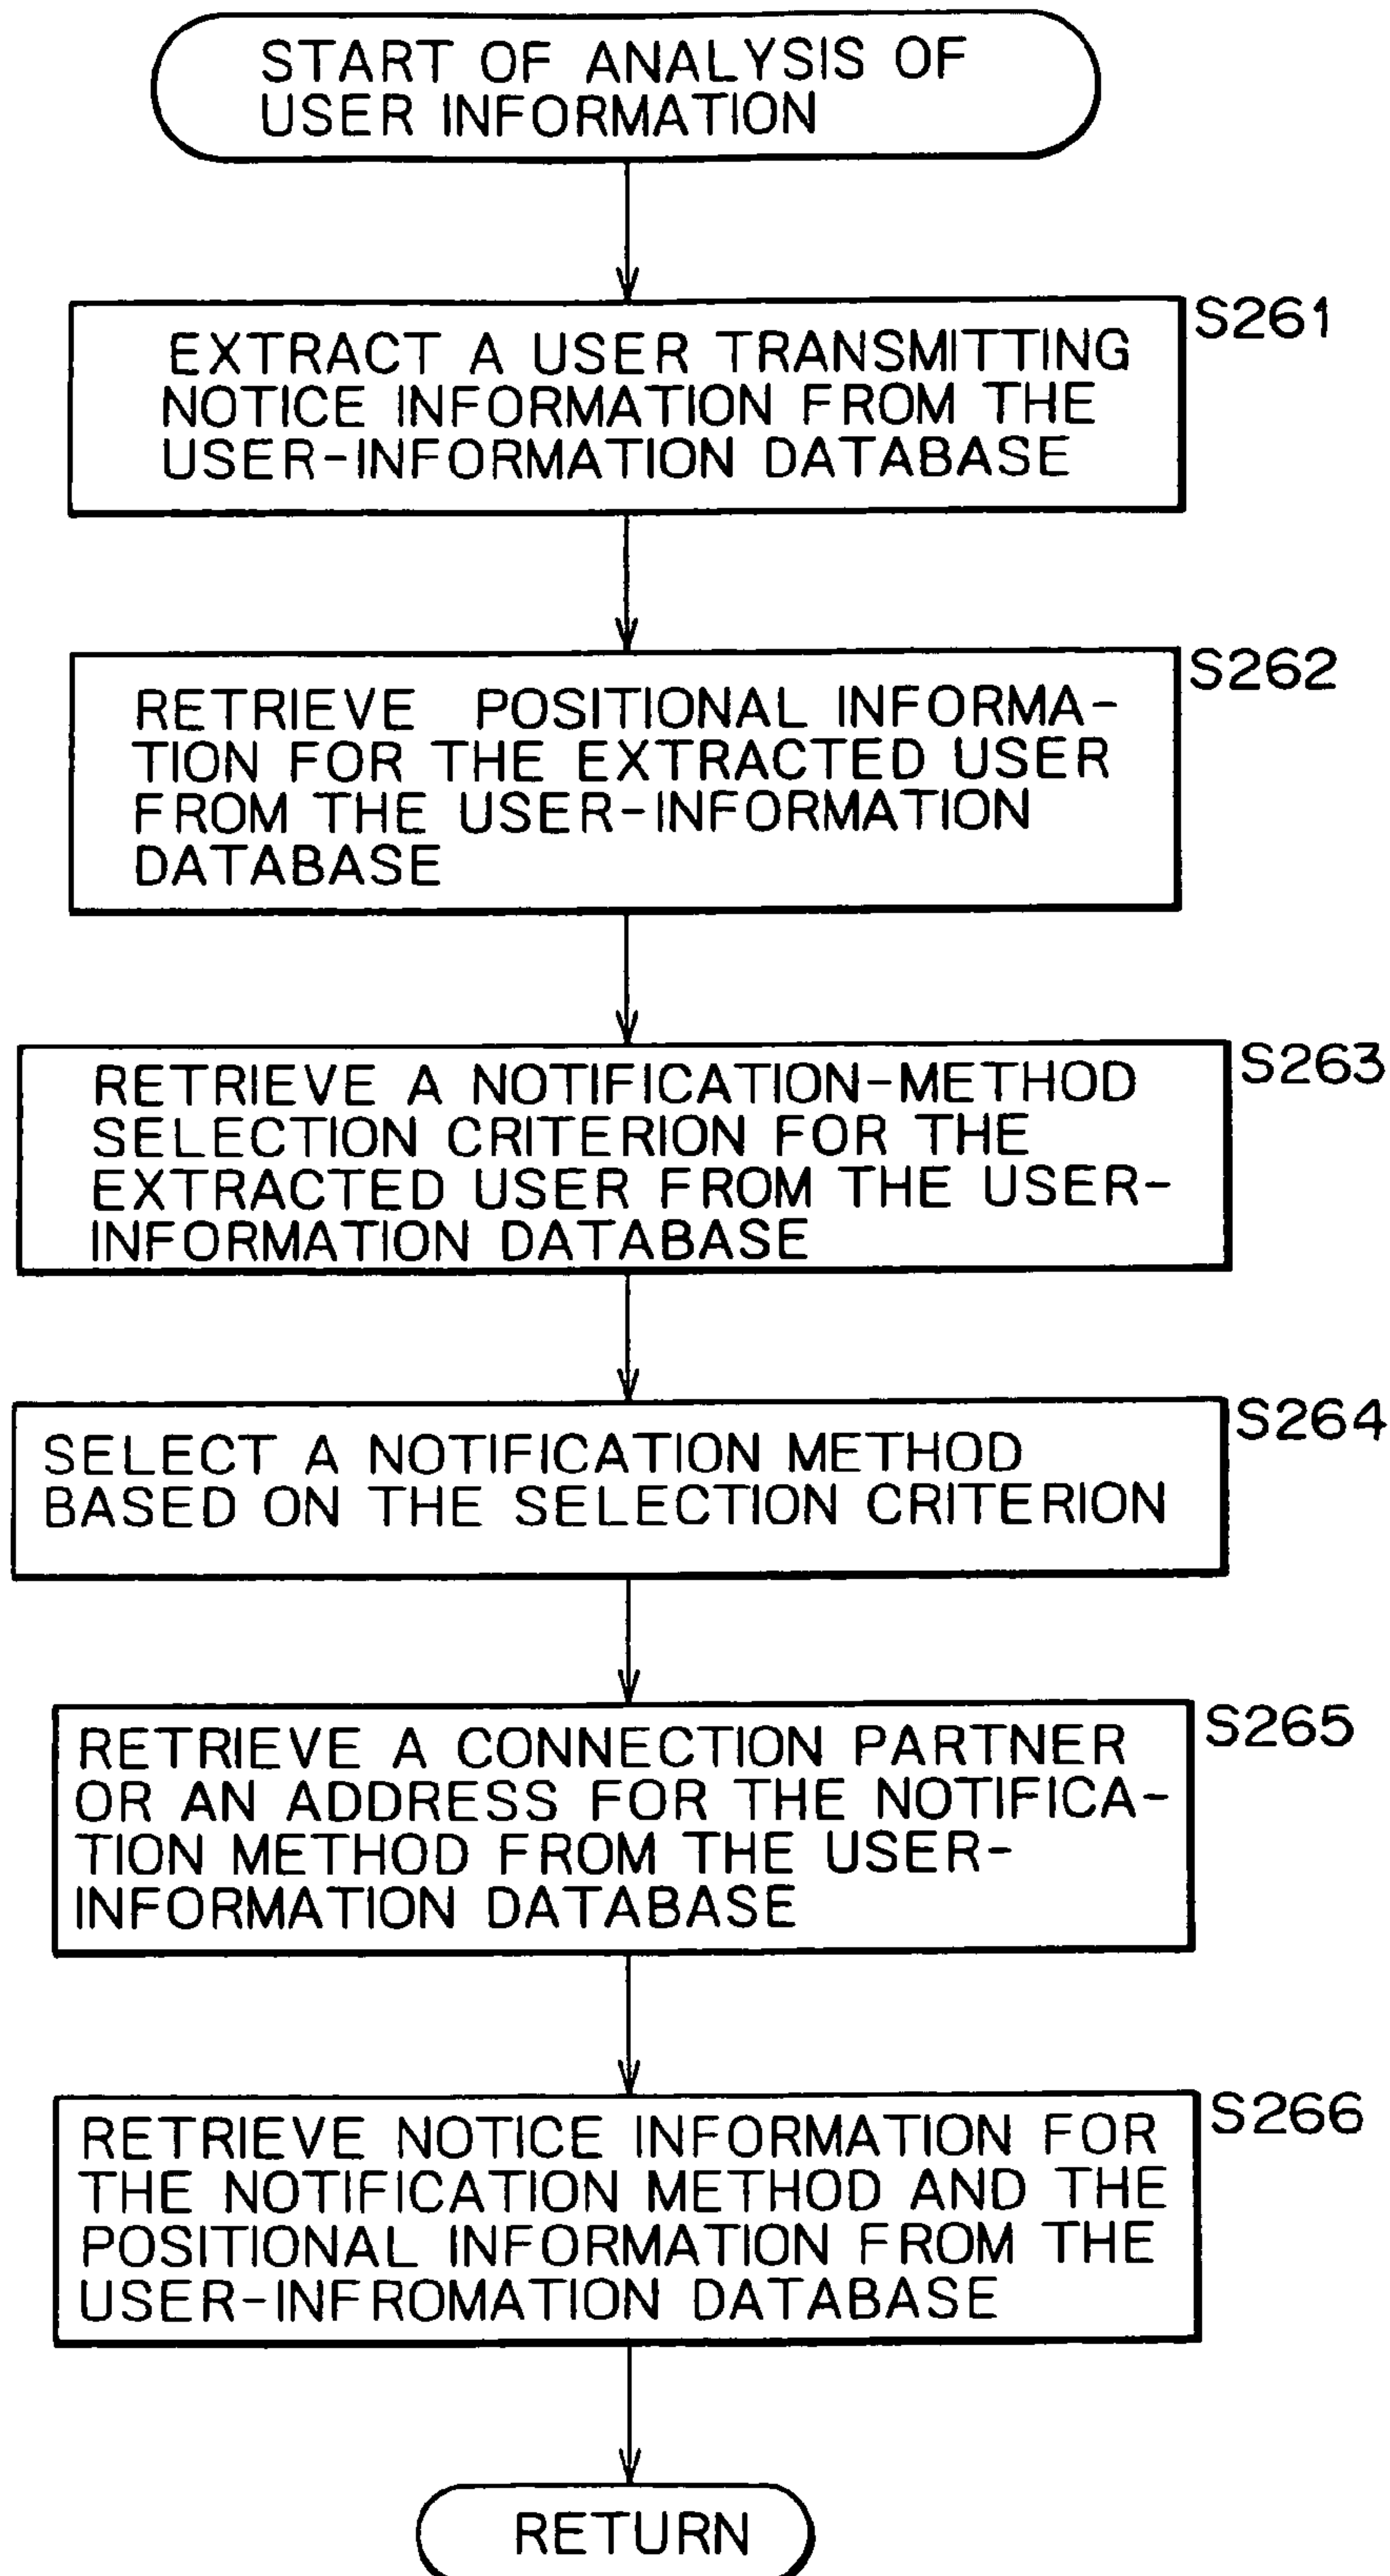 START OF ANALYSIS OF
USER INFORMATION
S261
EXTRACT A USER TRANSMITTING
NOTICE INFORMATION FROM THE
USER-INFORMATION DATABASE
S262
RETRIEVE POSITIONAL INFORMA-
TION FOR THE EXTRACTED USER
FROM THE USER-INFORMATION
DATABASE
S263
RETRIEVE A NOTIFICATION-METHOD
SELECTION CRITERION FOR THE
EXTRACTED USER FROM THE USER-
INFORMATION DATABASE
S264
SELECT A NOTIFICATION METHOD
BASED ON THE SELECTION CRITERION
S265
RETRIEVE A CONNECTION PARTNER
OR AN ADDRESS FOR THE NOTIFICA-
TION METHOD FROM THE USER-
INFORMATION DATABASE
S266
RETRIEVE NOTICE INFORMATION FOR
THE NOTIFICATION METHOD AND THE
POSITIONAL INFORMATION FROM THE
USER-INFROMATION DATABASE
RETURN